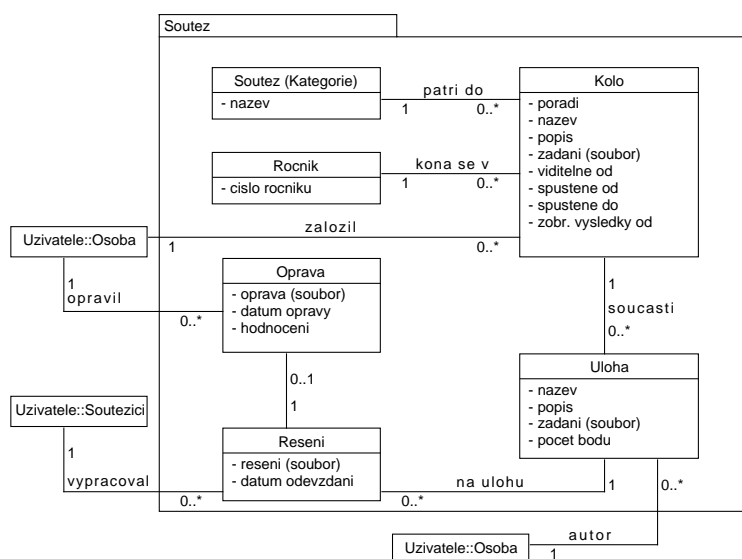 Soutez
Soutez (Kategorie)
- nazev
patri do
1
0..*
Kolo
- poradi
- nazev
- popis
- zadani (soubor)
- viditelne od
- spustene od
- spustene do
- zobr. vysledky od
Rocnik
- cislo rocniku
kona se v
1
0..*
Uzivatele::Osoba
zalozil
1
0..*
1
opravil
0..*
Oprava
- oprava (soubor)
- datum opravy
- hodnoceni
1
soucasti
0..*
0..1
1
Uloha
- nazev
- popis
- zadani (soubor)
- pocet bodu
Uzivatele::Soutezici
1
vypracoval
0..*
Reseni
- reseni (soubor)
- datum odevzdani
na ulohu
0..*
1
0..*
autor
1
Uzivatele::Osoba